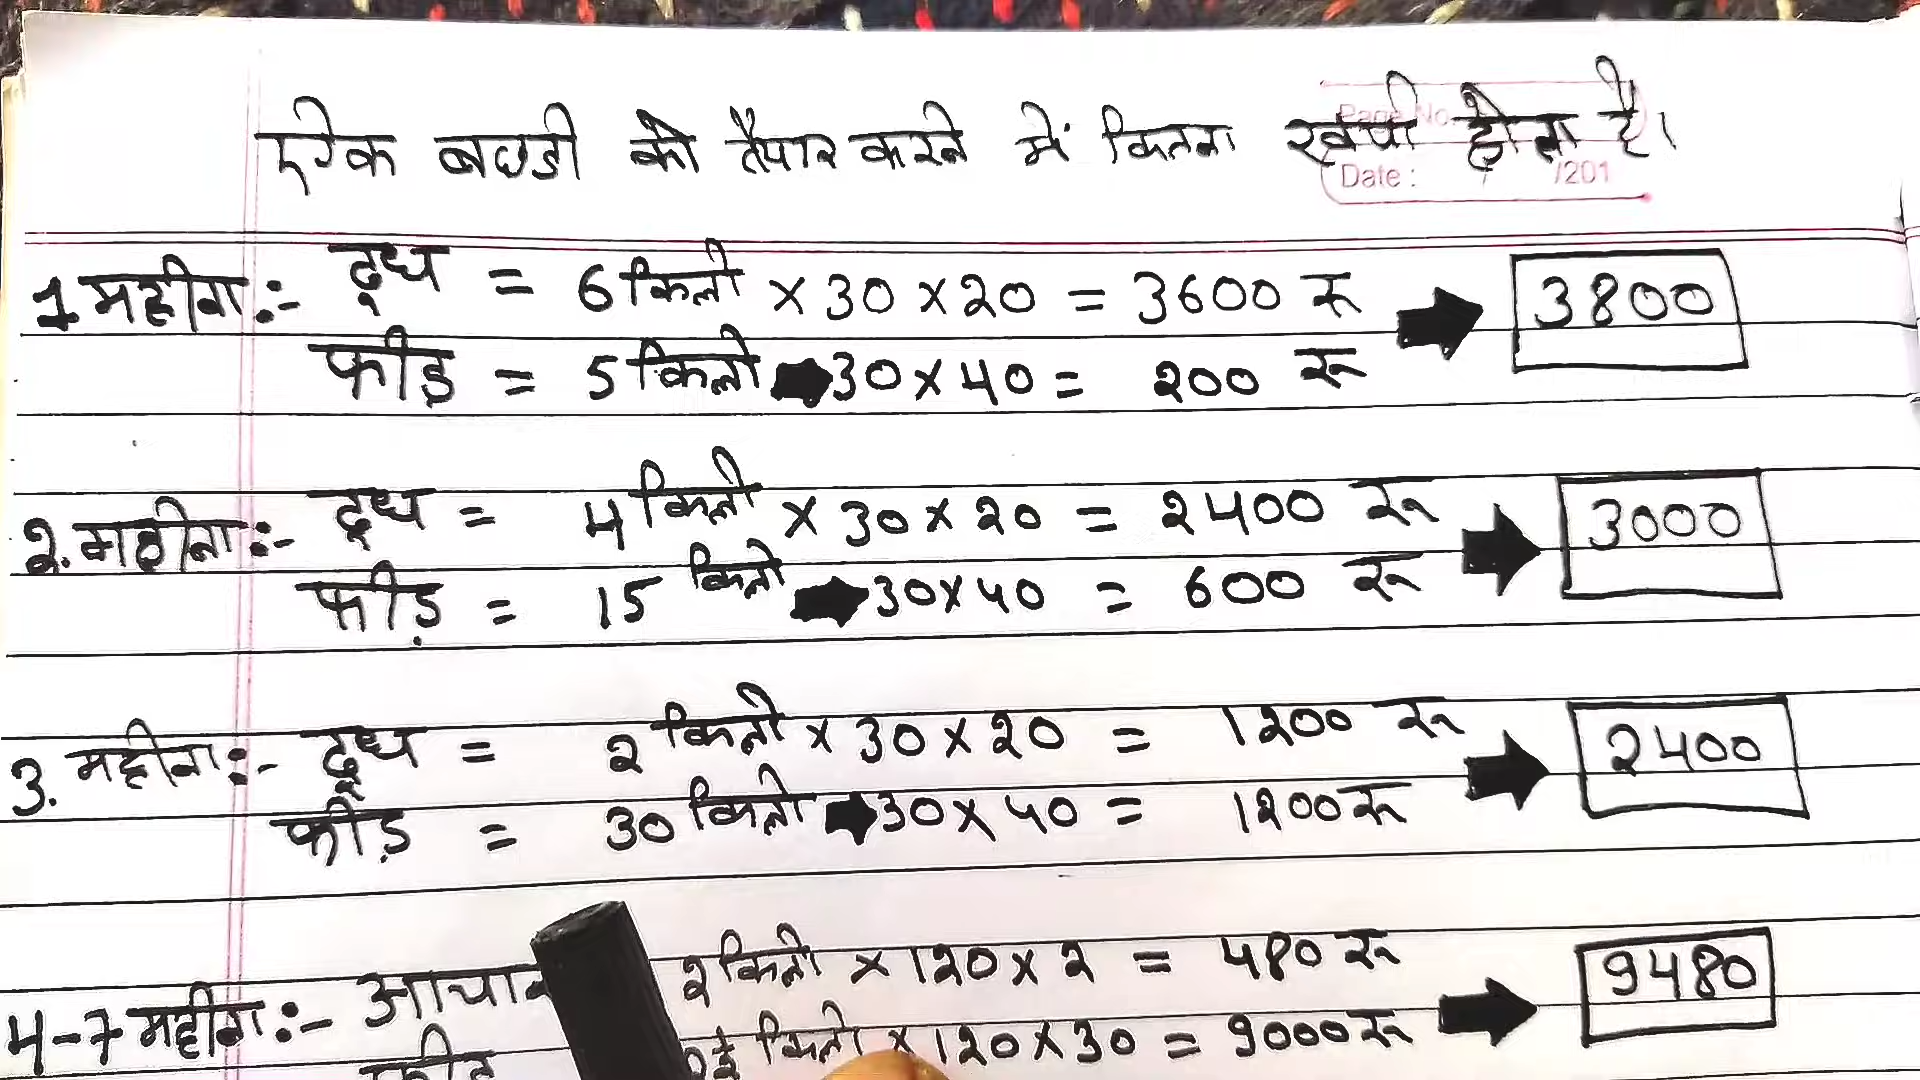 ऐक बछडी को तैयार करने में कितना खर्चा होता है।
Page No.
Date : / /201
1 महीना :- दूध = 6 किलो × 30 × 20 = 3600 रू ➡ 3800
फीड = 5 किलो ➡ 30 × 40 = 200 रू
2. महीना :- दूध = 4 किलो × 30 × 20 = 2400 रू ➡ 3000
फीड़ = 15 किलो ➡ 30 × 40 = 600 रू
3. महीना :- दूध = 2 किलो × 30 × 20 = 1200 रू ➡ 2400
फीड़ = 30 किलो ➡ 30 × 40 = 1200 रू
4-7 महीना :- 2 किलो × 120 × 2 = 480 रू ➡ 9480
किलो × 120 × 30 = 9000 रू